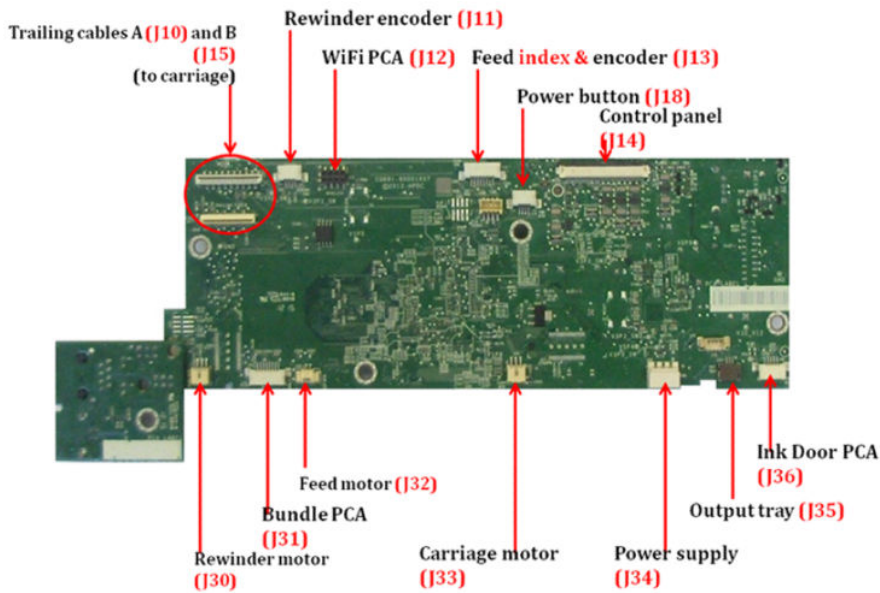 Rewinder encoder (J11)
Trailing cables A (J10) and B
(J15)
(to carriage)
WiFi PCA (J12)
Feed index & encoder (J13)
Power button (J18)
Control panel
(J14)
Ink Door PCA
(J36)
Feed motor (J32)
Output tray (J35)
Bundle PCA
(J31)
Rewinder motor
(J30)
Carriage motor
(J33)
Power supply
(J34)